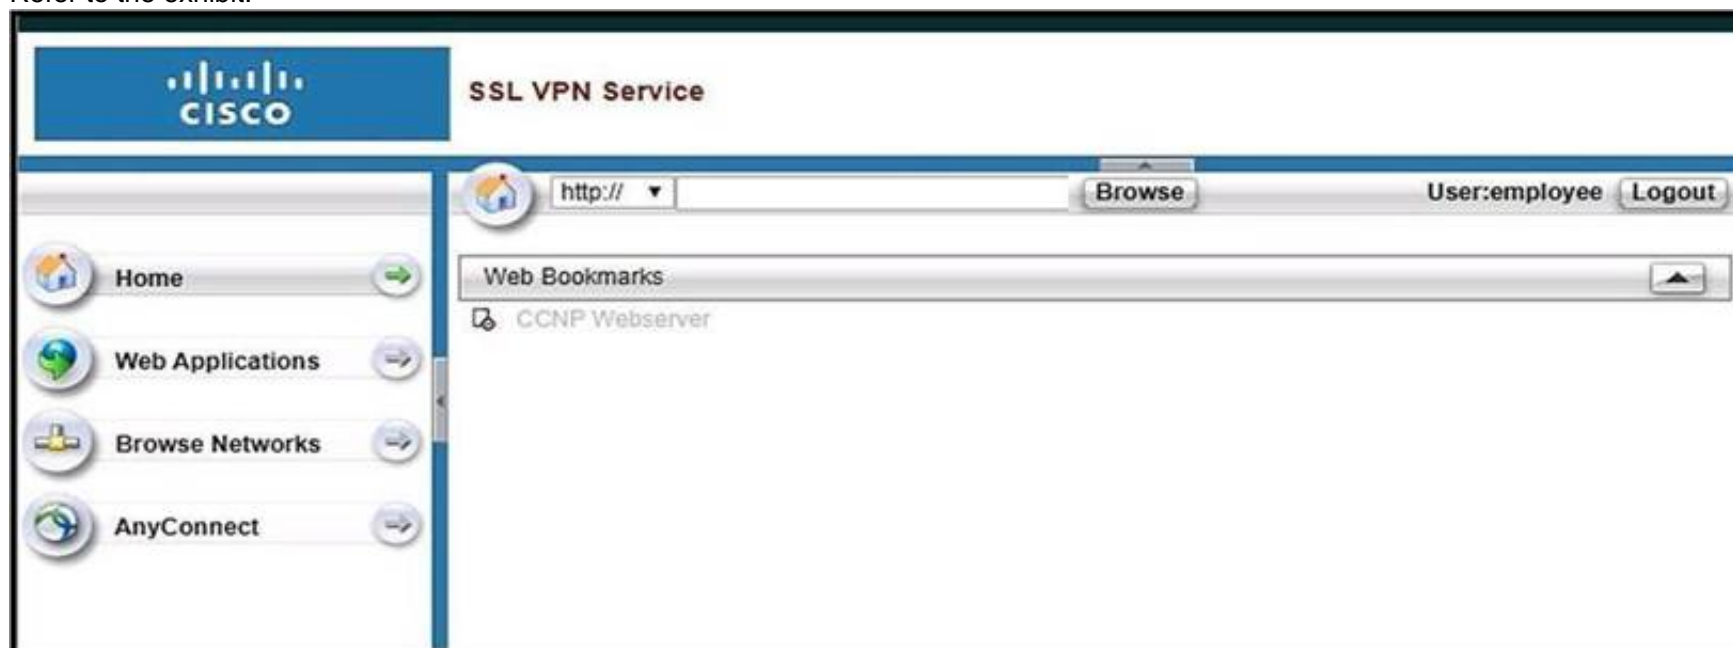 Refer to the exhibit.
CISCO
SSL VPN Service
http://
Browse
User:employee
Logout
Home
Web Applications
Browse Networks
AnyConnect
Web Bookmarks
CCNP Webserver